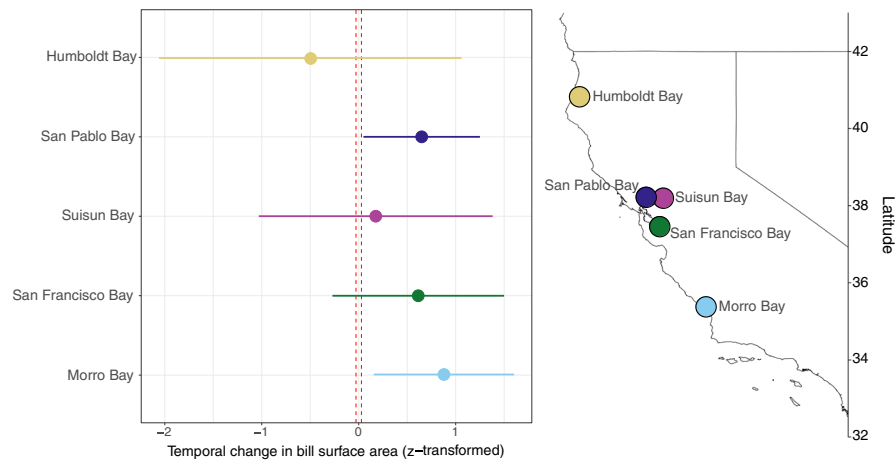 Humboldt Bay
San Pablo Bay
Suisun Bay
San Francisco Bay
Morro Bay
−2
−1
0
1
Temporal change in bill surface area (z−transformed)
Humboldt Bay
San Pablo Bay
Suisun Bay
San Francisco Bay
Morro Bay
42
40
38
36
34
32
Latitude